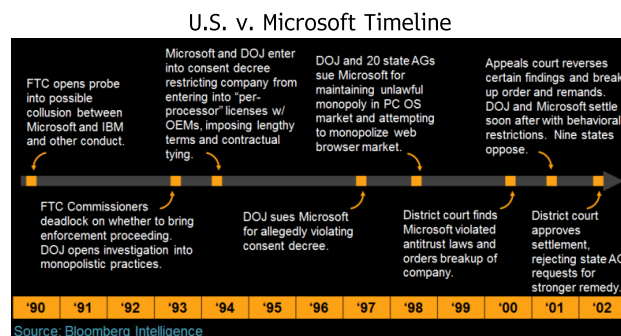 U.S. v. Microsoft Timeline
FTC opens probe
into possible
collusion between
Microsoft and IBM
and other conduct.
Microsoft and DOJ enter
into consent decree
restricting company from
entering into "per-
processor" licenses w/
OEMs, imposing lengthy
terms and contractual
tying.
DOJ and 20 state AGs
sue Microsoft for
maintaining unlawful
monopoly in PC OS
market and attempting
to monopolize web
browser market.
Appeals court reverses
certain findings and break
up order and remands.
DOJ and Microsoft settle
soon after with behavioral
restrictions. Nine states
oppose.
FTC Commissioners
deadlock on whether to bring
enforcement proceeding.
DOJ opens investigation into
monopolistic practices.
DOJ sues Microsoft
for allegedly violating
consent decree.
District court finds
Microsoft violated
antitrust laws and
orders breakup of
company.
District court
approves
settlement,
rejecting state AG
requests for
stronger remedy.
'90 '91 '92 '93 '94 '95 '96 '97 '98 '99 '00 '01 '02
Source: Bloomberg Intelligence